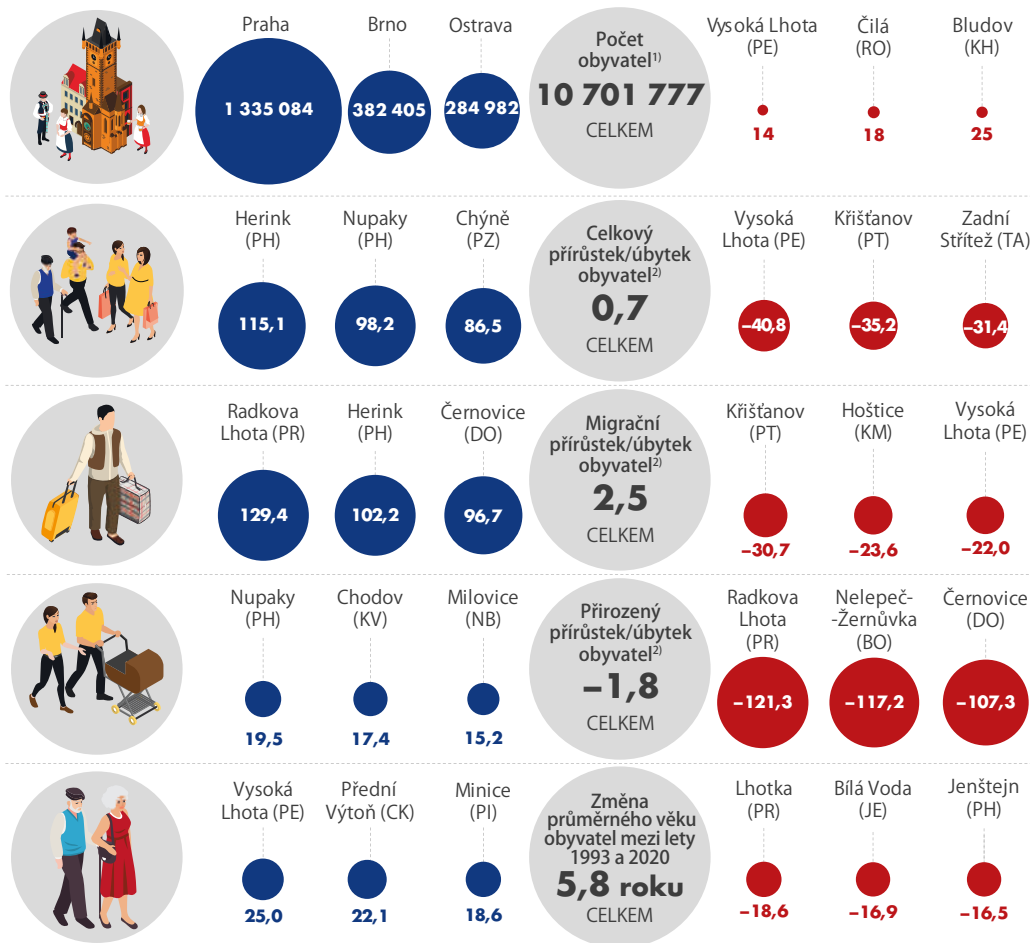 Praha
Brno
Ostrava
Počet
obyvatel1)
10 701 777
CELKEM
Vysoká Lhota
(PE)
Čilá
(RO)
Bludov
(KH)
1 335 084
382 405
284 982
14
18
25
Herink
(PH)
Nupaky
(PH)
Chýně
(PZ)
Celkový
přírůstek/úbytek
obyvatel2)
0,7
CELKEM
Vysoká
Lhota (PE)
Křišťanov
(PT)
Zadní
Střítež (TA)
115,1
98,2
86,5
–40,8
–35,2
–31,4
Radkova
Lhota (PR)
Herink
(PH)
Černovice
(DO)
Migrační
přírůstek/úbytek
obyvatel2)
2,5
CELKEM
Křišťanov
(PT)
Hoštice
(KM)
Vysoká
Lhota (PE)
129,4
102,2
96,7
–30,7
–23,6
–22,0
Nupaky
(PH)
Chodov
(KV)
Milovice
(NB)
Přirozený
přírůstek/úbytek
obyvatel2)
–1,8
CELKEM
Radkova
Lhota
(PR)
Nelepeč-
-Žernůvka
(BO)
Černovice
(DO)
19,5
17,4
15,2
–121,3
–117,2
–107,3
Vysoká
Lhota (PE)
Přední
Výtoň (CK)
Minice
(PI)
Změna
průměrného věku
obyvatel mezi lety
1993 a 2020
5,8 roku
CELKEM
Lhotka
(PR)
Bílá Voda
(JE)
Jenštejn
(PH)
25,0
22,1
18,6
–18,6
–16,9
–16,5